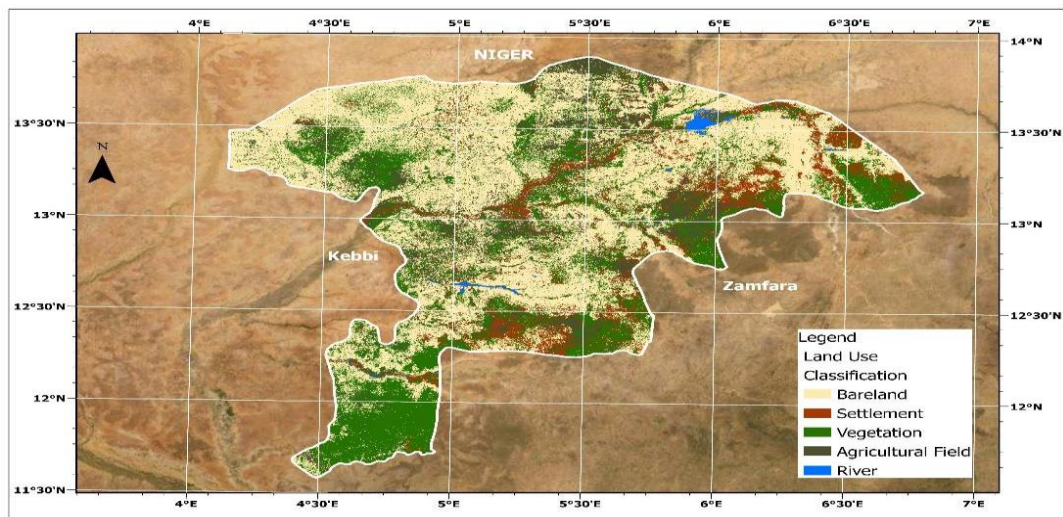 4°E 4°30'E 5°E 5°30'E 6°E 6°30'E 7°E
14°N
NIGER
13°30'N 13°30'N
N
13°N 13°N
Kebbi
Zamfara
12°30'N 12°30'N
Legend
Land Use
Classification
Bareland
Settlement
12°N 12°N
Vegetation
Agricultural Field
River
11°30'N
4°E 4°30'E 5°E 5°30'E 6°E 6°30'E 7°E